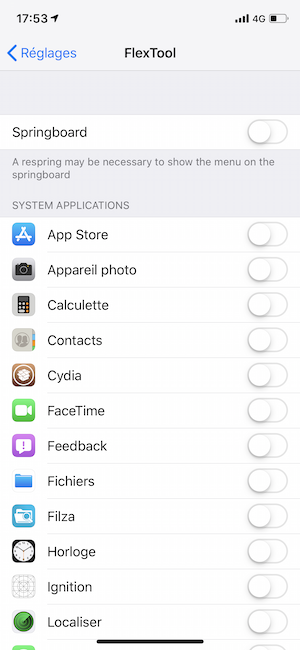 17:53 4G
Réglages FlexTool
Springboard
A respring may be necessary to show the menu on the
springboard
SYSTEM APPLICATIONS
App Store
Appareil photo
Calculette
Contacts
Cydia
FaceTime
Feedback
Fichiers
Filza
Horloge
Ignition
Localiser